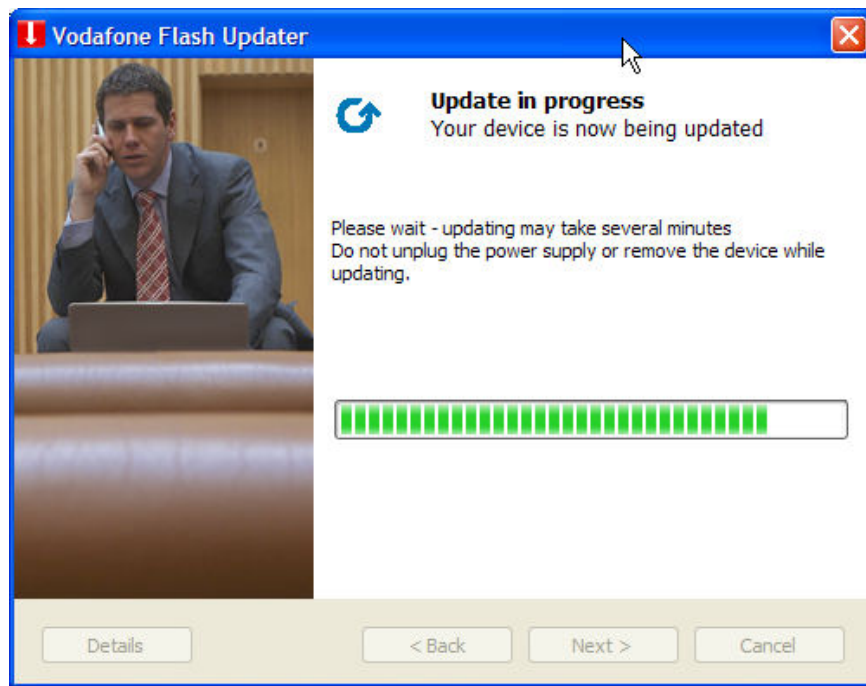 Vodafone Flash Updater
Update in progress
Your device is now being updated
Please wait - updating may take several minutes
Do not unplug the power supply or remove the device while
updating.
Details
< Back
Next >
Cancel